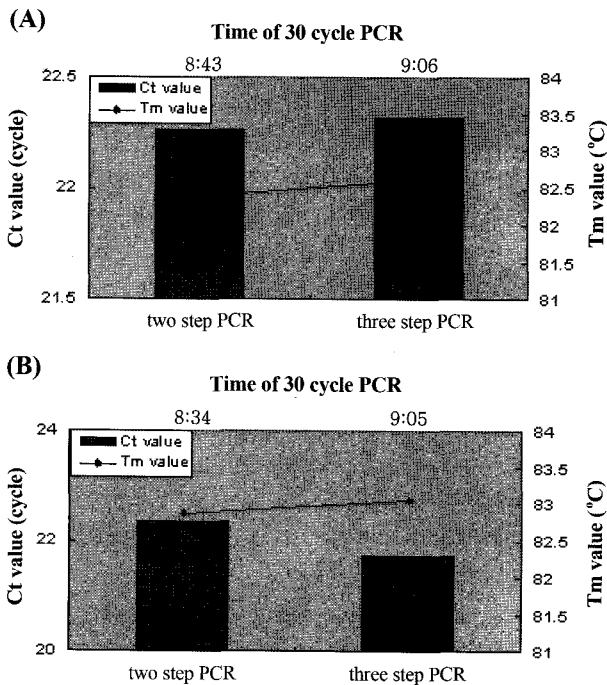 (A)
Time of 30 cycle PCR
8:43 9:06
22.5
22
21.5
Ct value (cycle)
Ct value
Tm value
84
83.5
83
82.5
82
81.5
81
Tm value (°C)
two step PCR three step PCR
(B)
Time of 30 cycle PCR
8:34 9:05
24
22
20
Ct value (cycle)
Ct value
Tm value
84
83.5
83
82.5
82
81.5
81
Tm value (°C)
two step PCR three step PCR